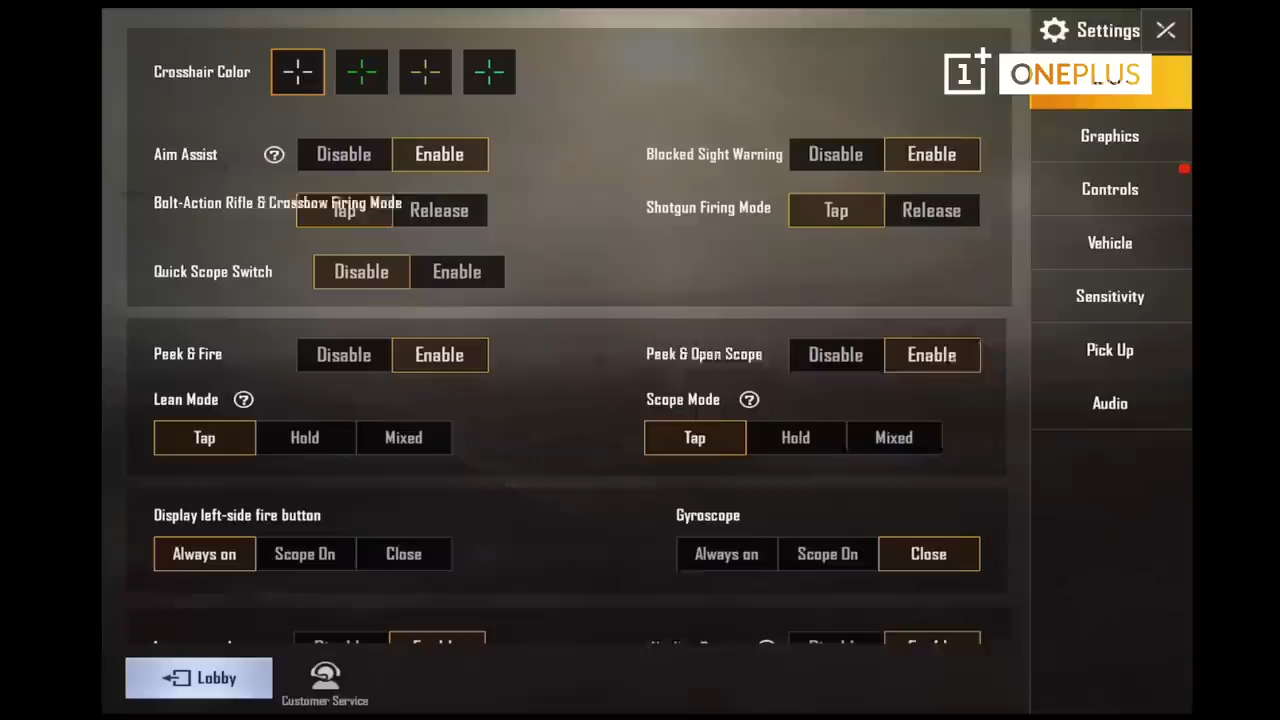 Settings
1+ ONEPLUS
Crosshair Color
Aim Assist ? Disable Enable
Blocked Sight Warning Disable Enable
Bolt-Action Rifle & Crossbow Firing Mode Tap Release
Shotgun Firing Mode Tap Release
Quick Scope Switch Disable Enable
Peek & Fire Disable Enable
Peek & Open Scope Disable Enable
Lean Mode ?
Scope Mode ?
Tap Hold Mixed
Tap Hold Mixed
Display left-side fire button
Gyroscope
Always on Scope On Close
Always on Scope On Close
Lobby
Customer Service
Graphics
Controls
Vehicle
Sensitivity
Pick Up
Audio